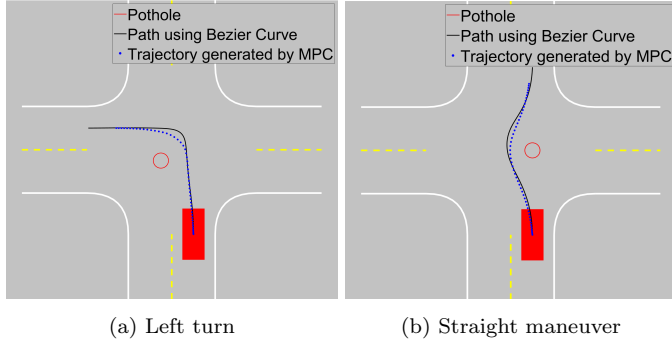 Pothole
Path using Bezier Curve
Trajectory generated by MPC
Pothole
Path using Bezier Curve
Trajectory generated by MPC
(a) Left turn
(b) Straight maneuver